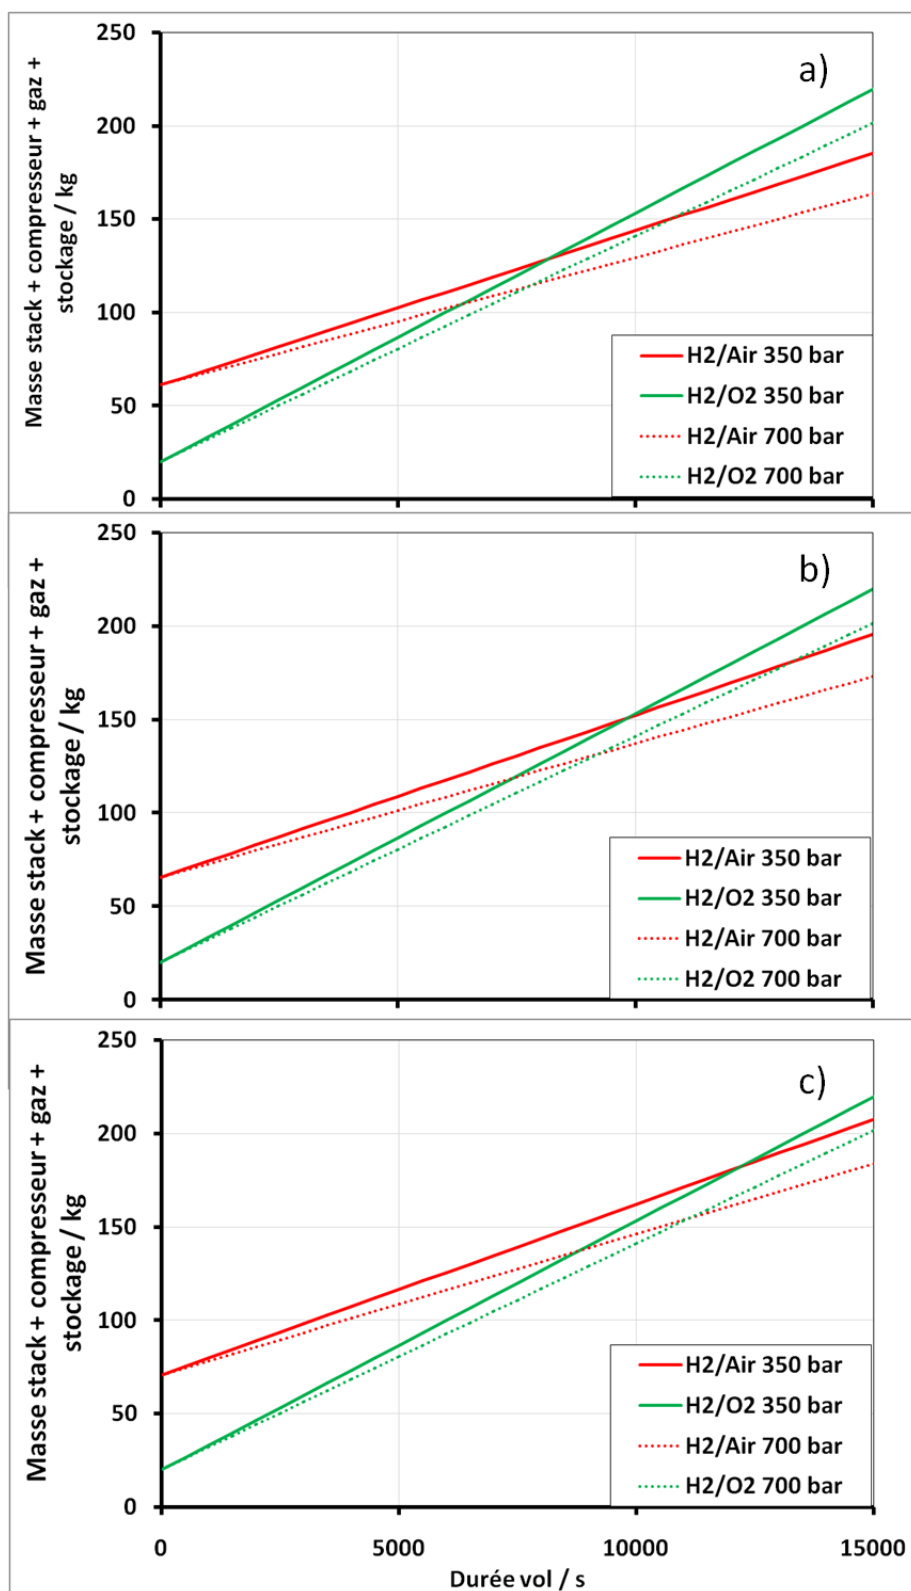 a)
Masse stack + compresseur + gaz +
stockage / kg
250
200
150
100
50
0
H2/Air 350 bar
H2/O2 350 bar
H2/Air 700 bar
H2/O2 700 bar
b)
Masse stack + compresseur + gaz +
stockage / kg
250
200
150
100
50
0
H2/Air 350 bar
H2/O2 350 bar
H2/Air 700 bar
H2/O2 700 bar
c)
Masse stack + compresseur + gaz +
stockage / kg
250
200
150
100
50
0
H2/Air 350 bar
H2/O2 350 bar
H2/Air 700 bar
H2/O2 700 bar
0 5000 10000 15000
Durée vol / s